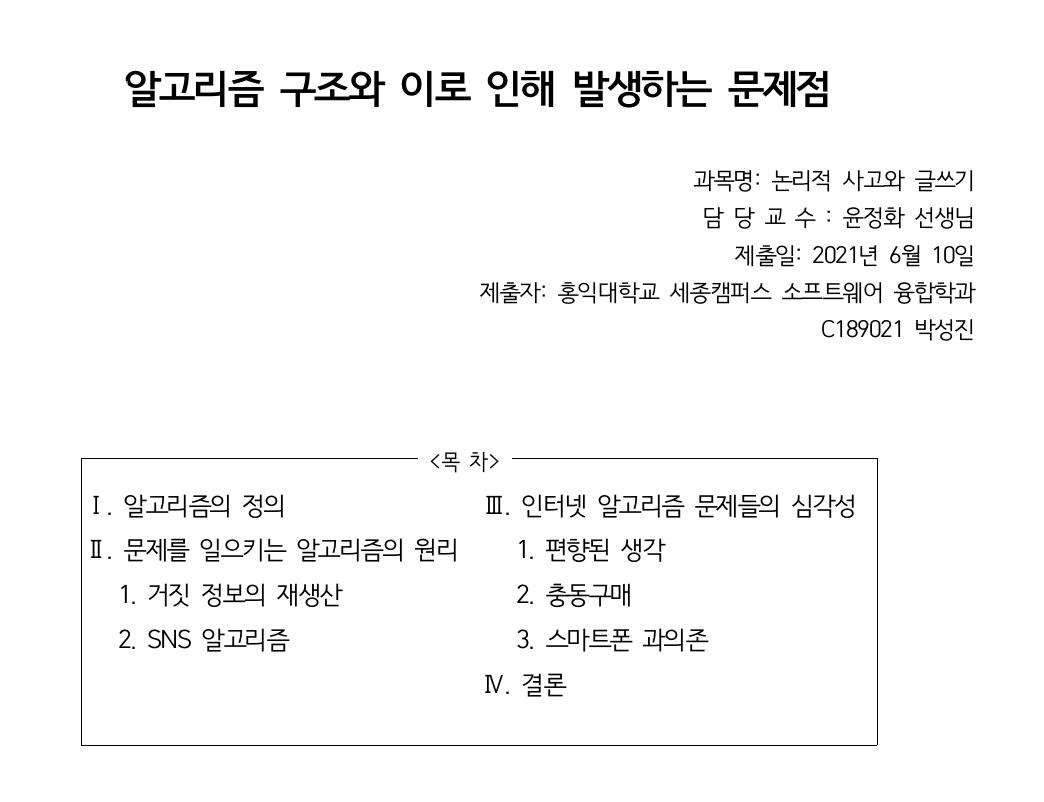 알고리즘 구조와 이로 인해 발생하는 문제점
과목명: 논리적 사고와 글쓰기
담 당 교 수 : 윤정화 선생님
제출일: 2021년 6월 10일
제출자: 홍익대학교 세종캠퍼스 소프트웨어 융합학과
C189021 박성진
<목 차>
Ⅰ. 알고리즘의 정의
Ⅱ. 문제를 일으키는 알고리즘의 원리
1. 거짓 정보의 재생산
2. SNS 알고리즘
Ⅲ. 인터넷 알고리즘 문제들의 심각성
1. 편향된 생각
2. 충동구매
3. 스마트폰 과의존
Ⅳ. 결론